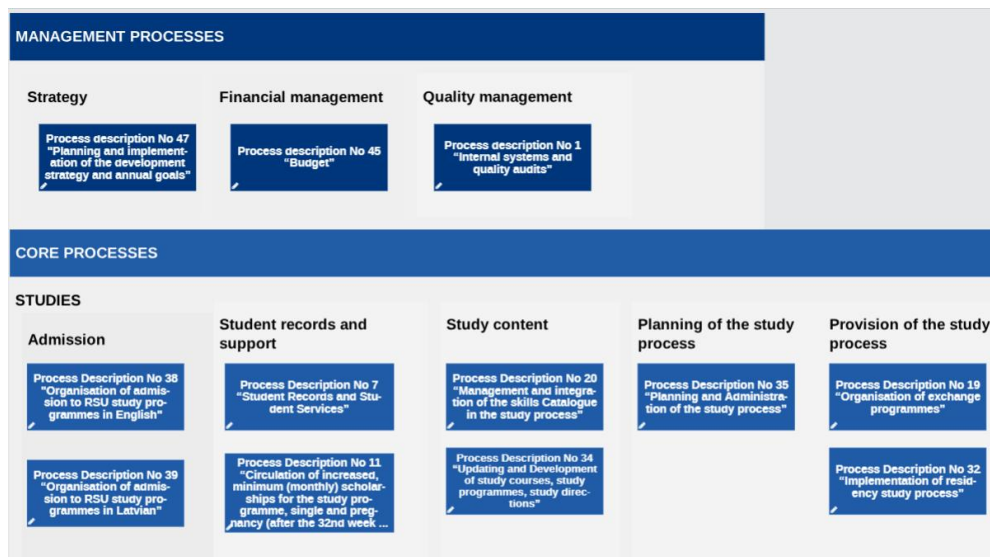 MANAGEMENT PROCESSES
Strategy
Process description No 47
"Planning and implement-
ation of the development
strategy and annual goals"
Financial management
Process description No 45
"Budget"
Quality management
Process description No 1
"Internal systems and
quality audits"
CORE PROCESSES
STUDIES
Admission
Process Description No 38
"Organisation of admis-
sion to RSU study pro-
grammes in English"
Process Description No 39
"Organisation of admis-
sion to RSU study pro-
grammes in Latvian"
Student records and
support
Process Description No 7
"Student Records and Stu-
dent Services"
Process Description No 11
"Circulation of increased,
minimum (monthly) scholar-
ships for the study pro-
gramme, single and preg-
nancy (after the 32nd week ...
Study content
Process Description No 20
"Management and integra-
tion of the skills Catalogue
in the study process"
Process Description No 34
"Updating and Development
of study courses, study
programmes, study direc-
tions"
Planning of the study
process
Process Description No 35
"Planning and Administra-
tion of the study process"
Provision of the study
process
Process Description No 19
"Organisation of exchange
programmes"
Process Description No 32
"Implementation of resid-
ency study process"